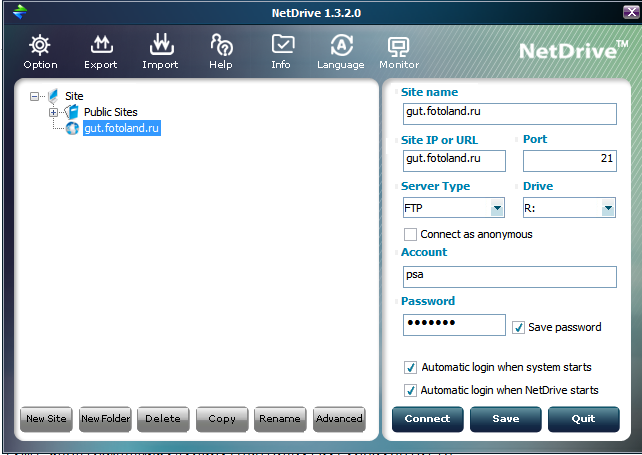 NetDrive 1.3.2.0
Option Export Import Help Info Language Monitor NetDrive™
Site
Public Sites
gut.fotoland.ru
Site name
gut.fotoland.ru
Site IP or URL Port
gut.fotoland.ru 21
Server Type Drive
FTP R:
Connect as anonymous
Account
psa
Password
•••••••
Save password
Automatic login when system starts
Automatic login when NetDrive starts
New Site New Folder Delete Copy Rename Advanced Connect Save Quit